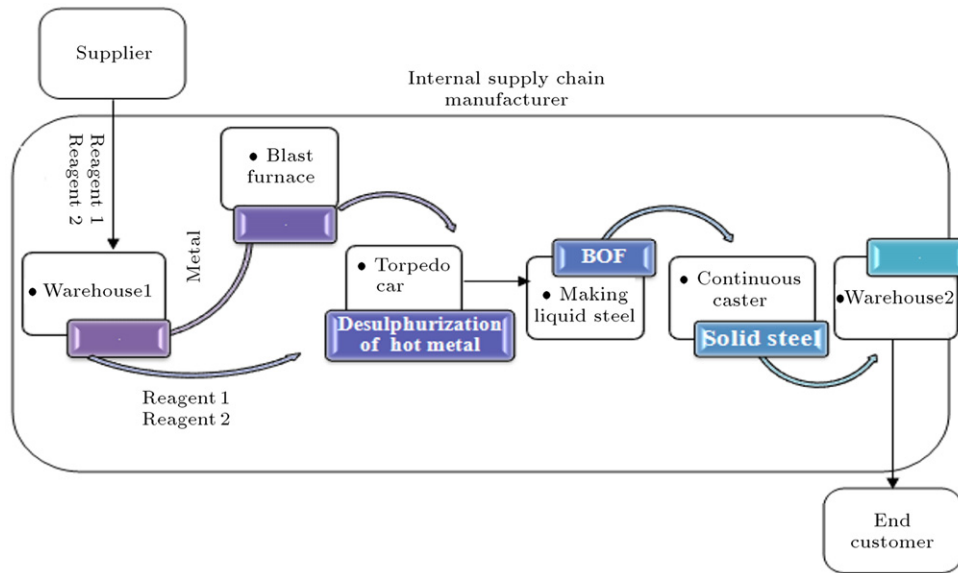 Supplier
Internal supply chain
manufacturer
Reagent 1
Reagent 2
• Blast
furnace
Metal
• Warehouse1
• Torpedo
car
Desulphurization
of hot metal
BOF
• Making
liquid steel
• Continuous
caster
Solid steel
•Warehouse2
Reagent 1
Reagent 2
End
customer